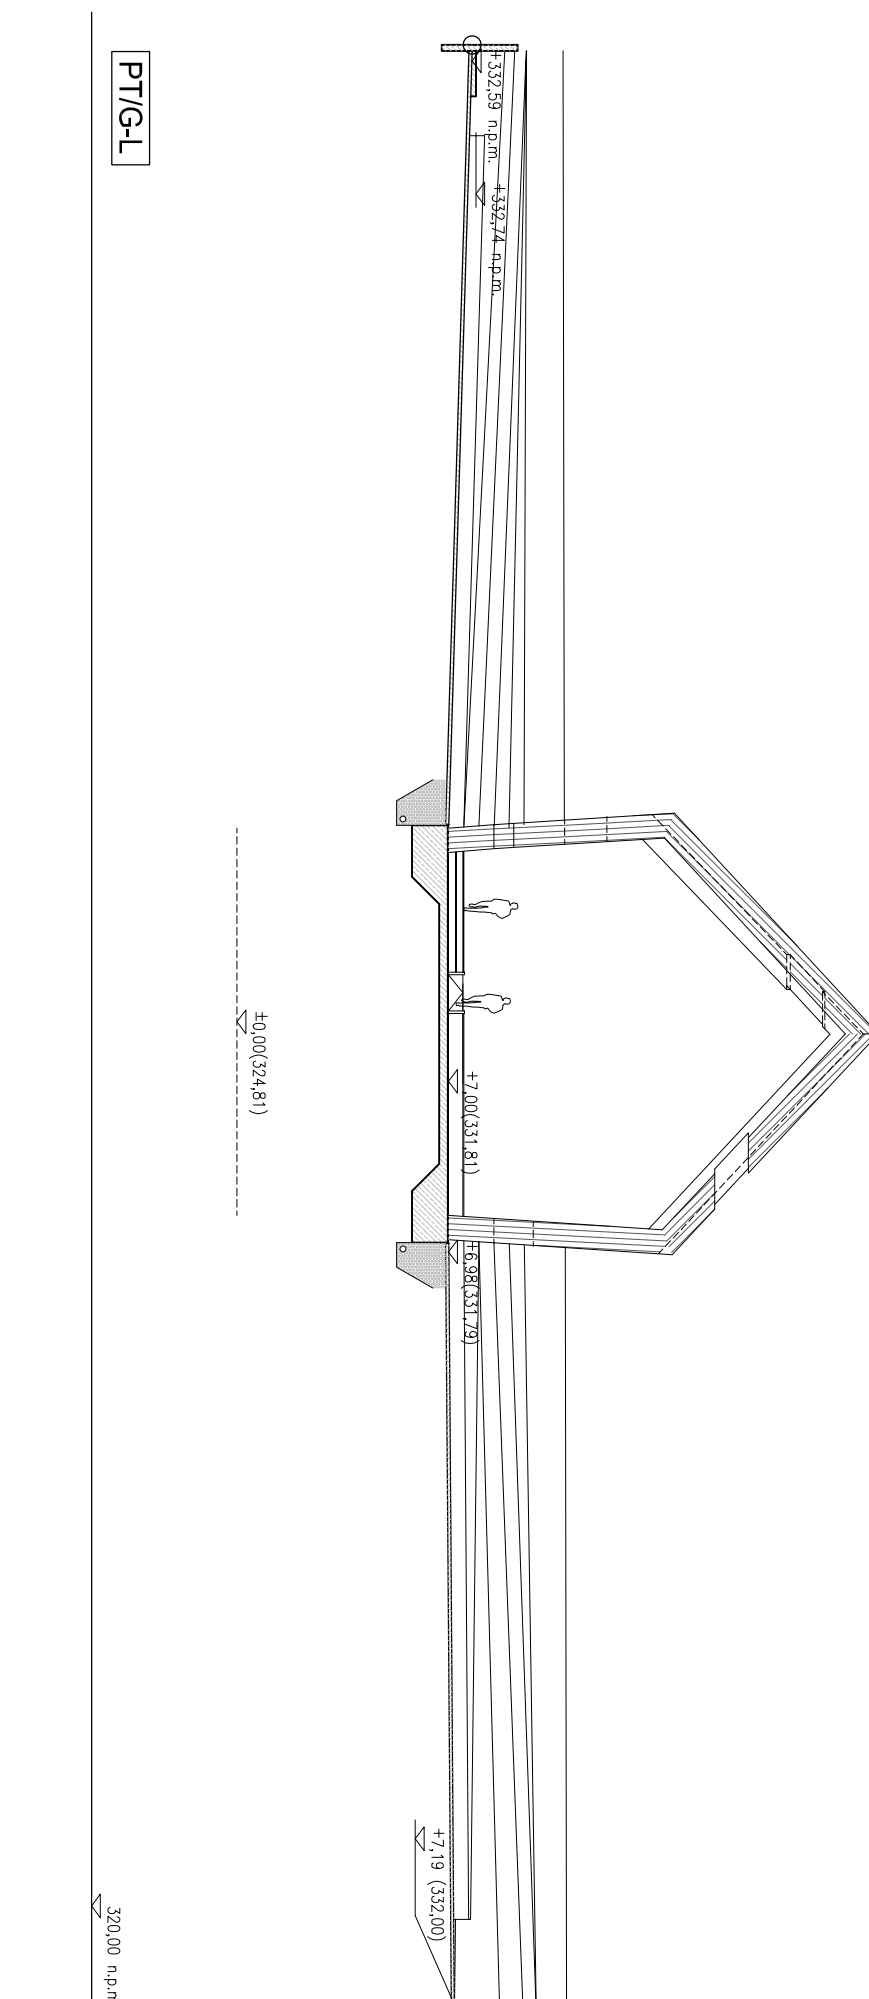 PT/G-L
+332,59 n.p.m.
+332,74 n.p.m.
±0,00(324,81)
+7,00(331,81)
+6,98(331,79)
+7,19 (332,00)
320,00 n.p.m